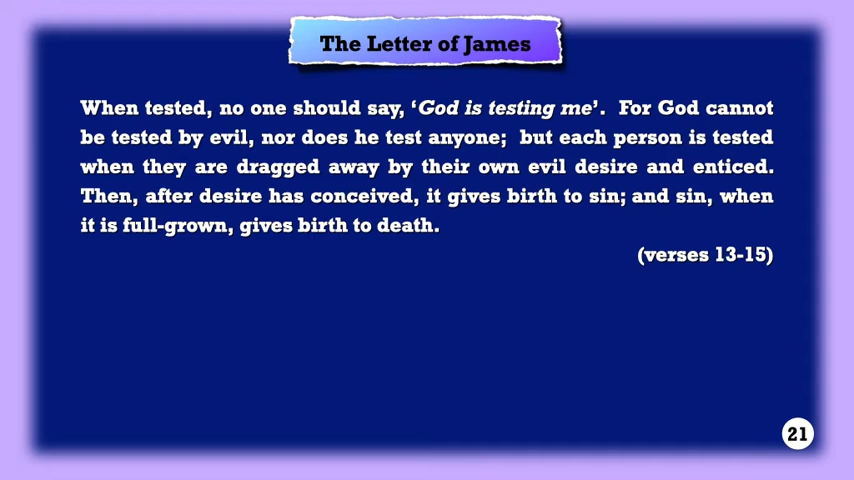 The Letter of James
When tested, no one should say, ‘God is testing me’. For God cannot
be tested by evil, nor does he test anyone; but each person is tested
when they are dragged away by their own evil desire and enticed.
Then, after desire has conceived, it gives birth to sin; and sin, when
it is full-grown, gives birth to death.
(verses 13-15)
21